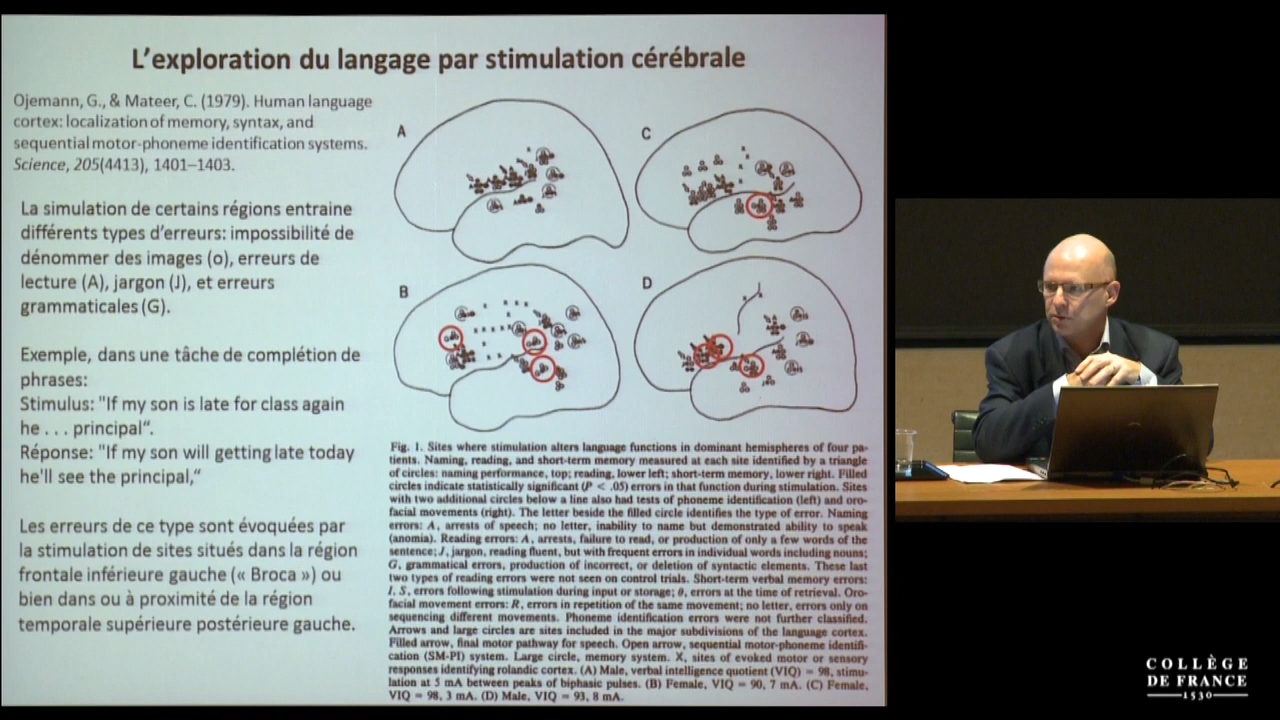 L'exploration du langage par stimulation cérébrale
Ojemann, G., & Mateer, C. (1979). Human language
cortex: localization of memory, syntax, and
sequential motor-phoneme identification systems.
Science, 205(4413), 1401–1403.
La simulation de certains régions entraine
différents types d'erreurs: impossibilité de
dénommer des images (o), erreurs de
lecture (A), jargon (J), et erreurs
grammaticales (G).
Exemple, dans une tâche de complétion de
phrases:
Stimulus: "If my son is late for class again
he . . . principal“.
Réponse: "If my son will getting late today
he'll see the principal,“
Les erreurs de ce type sont évoquées par
la stimulation de sites situés dans la région
frontale inférieure gauche (« Broca ») ou
bien dans ou à proximité de la région
temporale supérieure postérieure gauche.
A
C
B
D
Fig. 1. Sites where stimulation alters language functions in dominant hemispheres of four pa-
tients. Naming, reading, and short-term memory measured at each site identified by a triangle
of circles: naming performance, top; reading, lower left; short-term memory, lower right. Filled
circles indicate statistically significant (P < .05) errors in that function during stimulation. Sites
with two additional circles below a line also had tests of phoneme identification (left) and oro-
facial movements (right). The letter beside the filled circle identifies the type of error. Naming
errors: A, arrests of speech; no letter, inability to name but demonstrated ability to speak
(anomia). Reading errors: A, arrests, failure to read, or production of only a few words of the
sentence; J, jargon, reading fluent, but with frequent errors in individual words including nouns;
G, grammatical errors, production of incorrect, or deletion of syntactic elements. These last
two types of reading errors were not seen on control trials. Short-term verbal memory errors:
I, S, errors following stimulation during input or storage; θ, errors at the time of retrieval. Oro-
facial movement errors: R, errors in repetition of the same movement; no letter, errors only on
sequencing different movements. Phoneme identification errors were not further classified.
Arrows and large circles are sites included in the major subdivisions of the language cortex.
Filled arrow, final motor pathway for speech. Open arrow, sequential motor-phoneme identifi-
cation (SM-PI) system. Large circle, memory system. X, sites of evoked motor or sensory
responses identifying rolandic cortex. (A) Male, verbal intelligence quotient (VIQ) = 98, stimu-
lation at 5 mA between peaks of biphasic pulses. (B) Female, VIQ = 90, 7 mA. (C) Female,
VIQ = 98, 3 mA. (D) Male, VIQ = 93, 8 mA.
COLLÈGE
DE FRANCE
1530